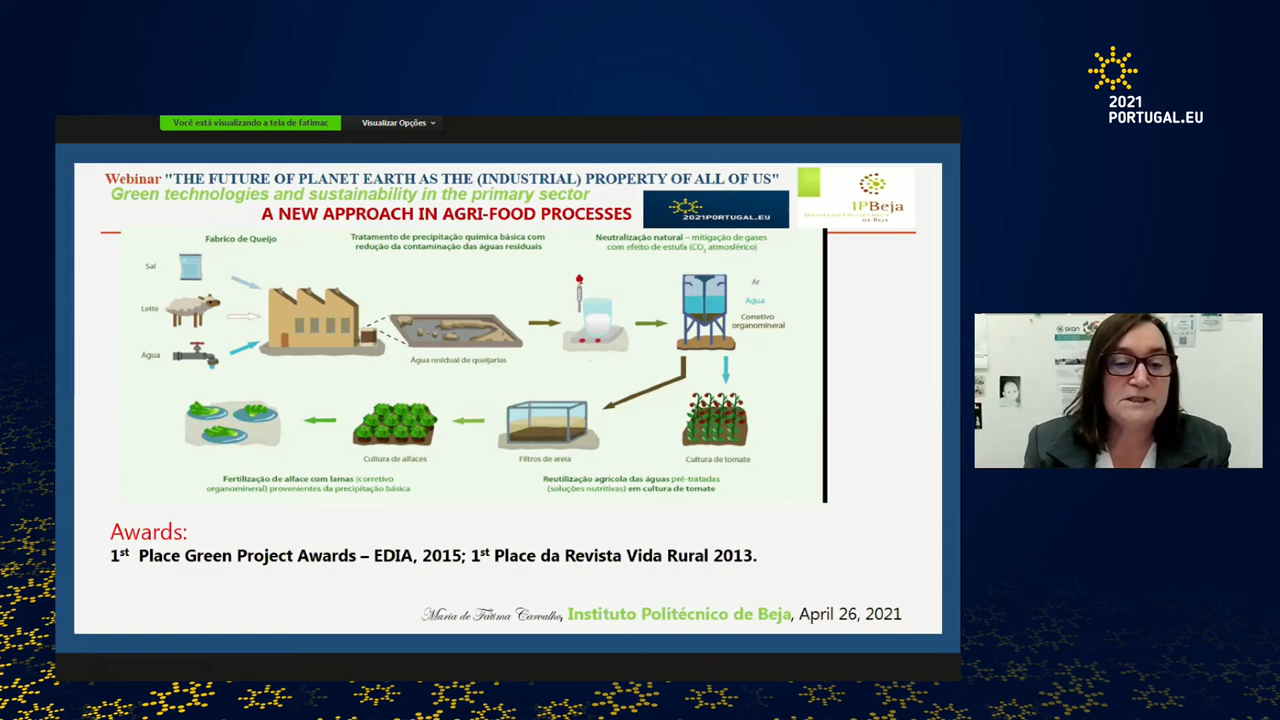 2021
PORTUGAL.EU
Você está visualizando a tela de fatimac
Visualizar Opções
Webinar "THE FUTURE OF PLANET EARTH AS THE (INDUSTRIAL) PROPERTY OF ALL OF US"
Green technologies and sustainability in the primary sector
A NEW APPROACH IN AGRI-FOOD PROCESSES
2021PORTUGAL.EU
IPBeja
INSTITUTO POLITÉCNICO
DE BEJA
Fabrico de Queijo
Tratamento de precipitação química básica com
redução da contaminação das águas residuais
Neutralização natural – mitigação de gases
com efeito de estufa (CO2 atmosférico)
Sal
Leite
Água
Água residual de queijarias
Ar
Água
Corretivo
organomineral
Cultura de alfaces
Filtros de areia
Cultura de tomate
Fertilização de alface com lamas (corretivo
organomineral) provenientes da precipitação básica
Reutilização agrícola das águas pré-tratadas
(soluções nutritivas) em cultura de tomate
Awards:
1st Place Green Project Awards – EDIA, 2015; 1st Place da Revista Vida Rural 2013.
Maria de Fátima Carvalho, Instituto Politécnico de Beja, April 26, 2021